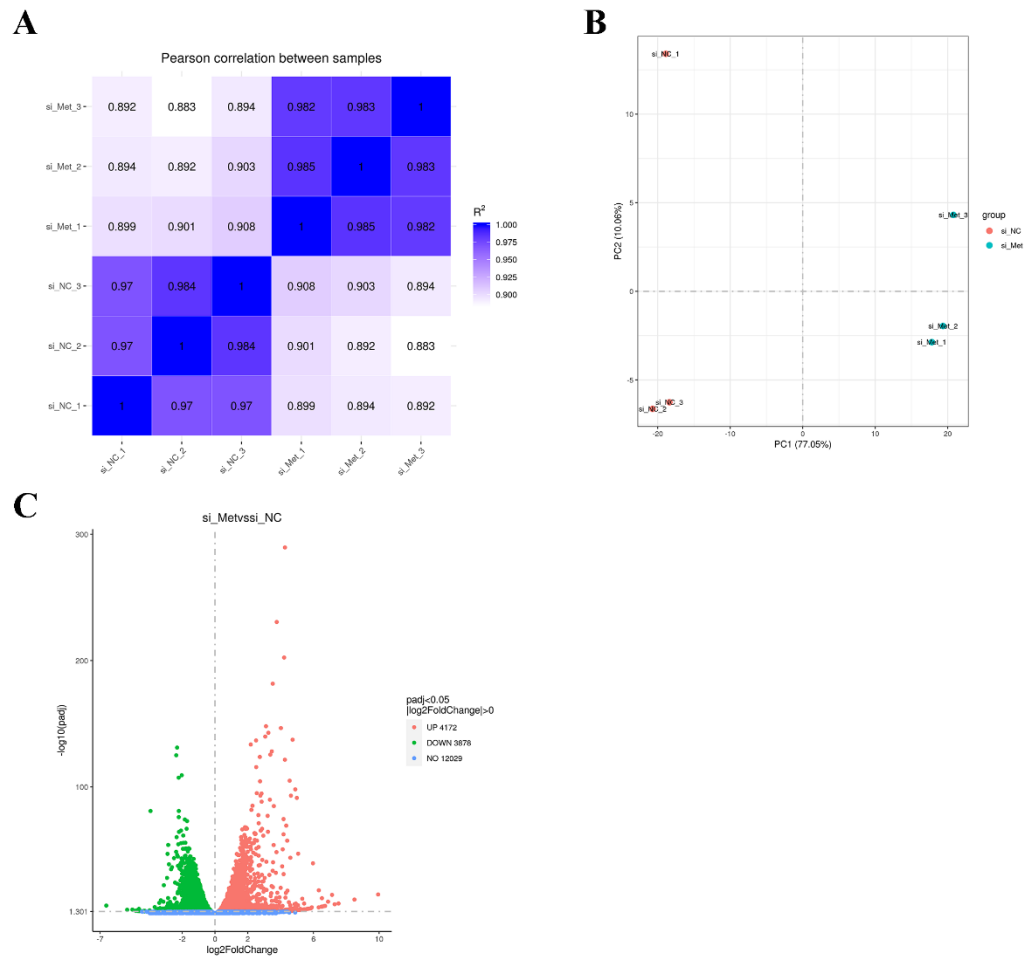 A
Pearson correlation between samples
si_Met_3 0.892 0.883 0.894 0.982 0.983 1
si_Met_2 0.894 0.892 0.903 0.985 1 0.983
si_Met_1 0.899 0.901 0.908 1 0.985 0.982
si_NC_3 0.97 0.984 1 0.908 0.903 0.894
si_NC_2 0.97 1 0.984 0.901 0.892 0.883
si_NC_1 1 0.97 0.97 0.899 0.894 0.892
si_NC_1 si_NC_2 si_NC_3 si_Met_1 si_Met_2 si_Met_3
R²
1.000
0.975
0.950
0.925
0.900
B
si_NC_1
si_Met_3
si_Met_2
si_Met_1
si_NC_3
si_NC_2
10
5
0
-5
PC2 (10.06%)
-20 -10 0 10 20
PC1 (77.05%)
group
si_NC
si_Met
C
si_Metvssi_NC
300
200
100
1.301
-log10(padj)
-7 -2 0 2 6 10
log2FoldChange
padj<0.05
|log2FoldChange|>0
UP 4172
DOWN 3878
NO 12029